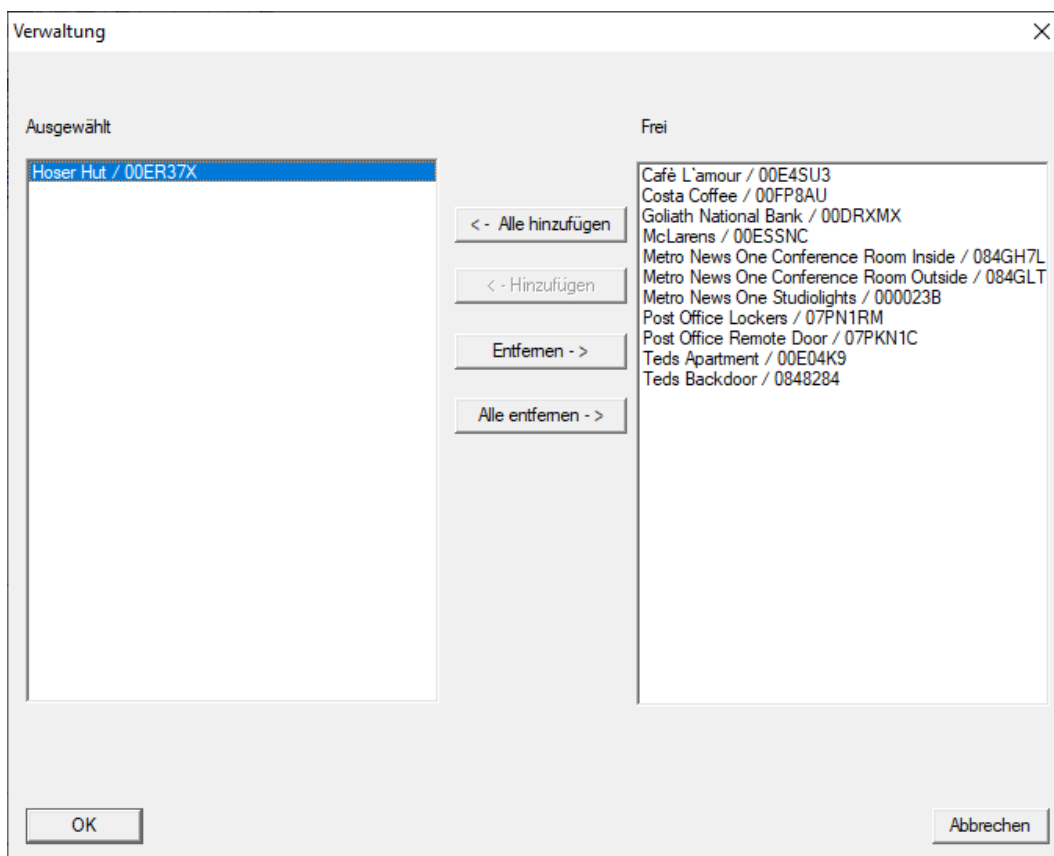 Verwaltung
Ausgewählt
Frei
Hoser Hut / 00ER37X
Cafè L'amour / 00E4SU3
Costa Coffee / 00FP8AU
Goliath National Bank / 00DRXMX
McLarens / 00ESSNC
Metro News One Conference Room Inside / 084GH7L
Metro News One Conference Room Outside / 084GLT
Metro News One Studiolights / 000023B
Post Office Lockers / 07PN1RM
Post Office Remote Door / 07PKN1C
Teds Apartment / 00E04K9
Teds Backdoor / 0848284
< - Alle hinzufügen
< - Hinzufügen
Entfernen - >
Alle entfernen - >
OK
Abbrechen